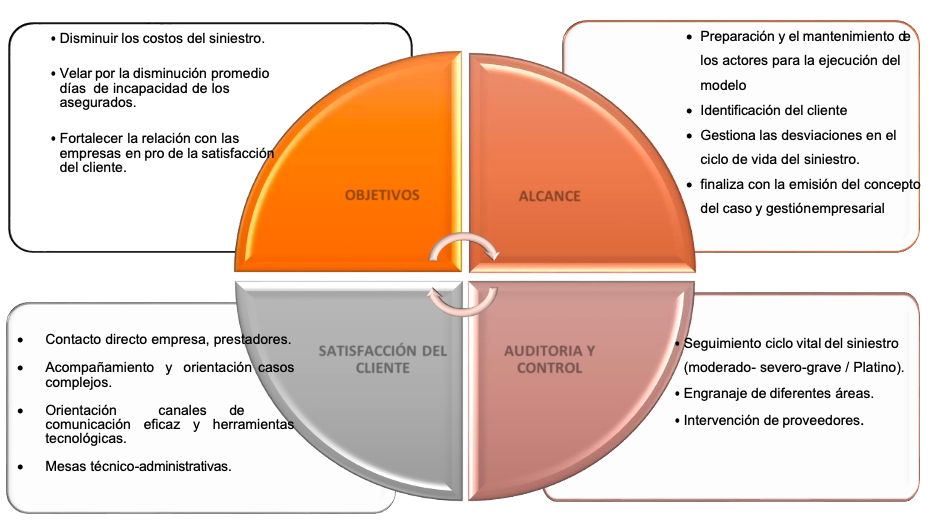 • Disminuir los costos del siniestro.
• Velar por la disminución promedio
días de incapacidad de los
asegurados.
• Fortalecer la relación con las
empresas en pro de la satisfacción
del cliente.
OBJETIVOS
• Preparación y el mantenimiento de
los actores para la ejecución del
modelo
• Identificación del cliente
• Gestiona las desviaciones en el
ciclo de vida del siniestro.
• finaliza con la emisión del concepto
del caso y gestiónempresarial
ALCANCE
• Contacto directo empresa, prestadores.
• Acompañamiento y orientación casos
complejos.
• Orientación canales de
comunicación eficaz y herramientas
tecnológicas.
• Mesas técnico-administrativas.
SATISFACCIÓN DEL
CLIENTE
AUDITORIA Y
CONTROL
• Seguimiento ciclo vital del siniestro
(moderado- severo-grave / Platino).
• Engranaje de diferentes áreas.
• Intervención de proveedores.